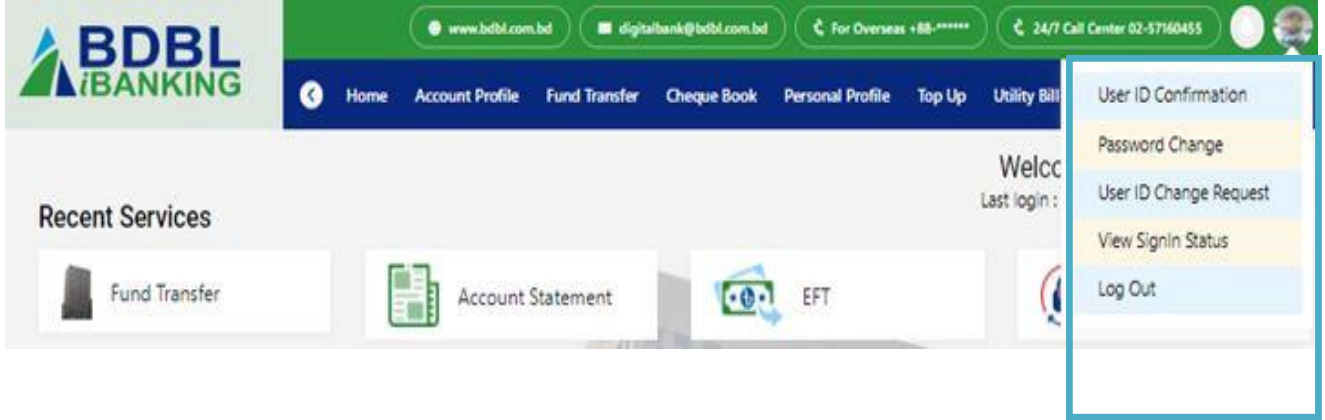 BDBL
iBANKING
www.bdbl.com.bd digitalbank@bdbl.com.bd For Overseas +88-****** 24/7 Call Center 02-57160455
Home Account Profile Fund Transfer Cheque Book Personal Profile Top Up Utility Bill
User ID Confirmation
Password Change
User ID Change Request
View SignIn Status
Log Out
Welco
Last login :
Recent Services
Fund Transfer Account Statement EFT